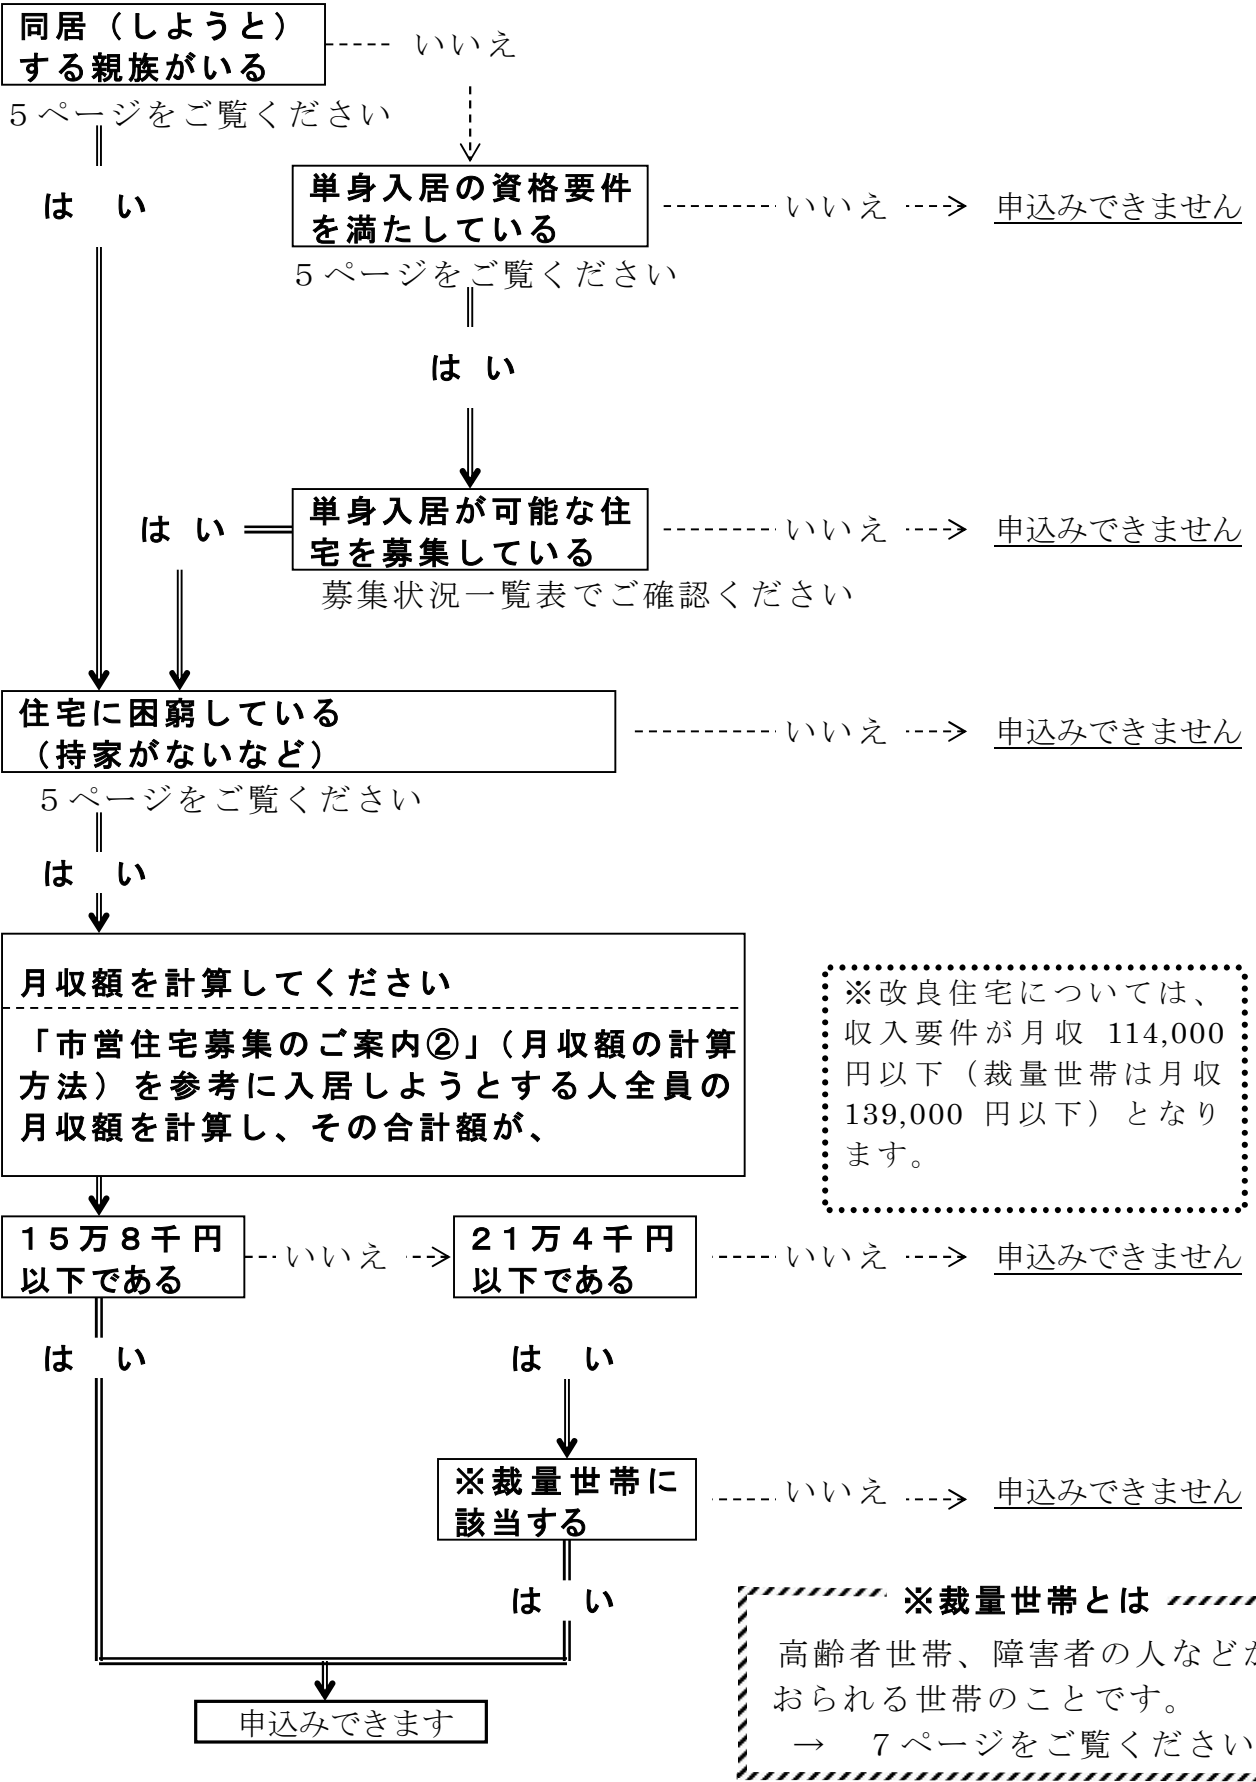 同居（しようと）
する親族がいる
いいえ
５ページをご覧ください
は　い
単身入居の資格要件
を満たしている
いいえ
申込みできません
５ページをご覧ください
は い
単身入居が可能な住
宅を募集している
は い
いいえ
申込みできません
募集状況一覧表でご確認ください
住宅に困窮している
（持家がないなど）
いいえ
申込みできません
５ページをご覧ください
は　い
月収額を計算してください
「市営住宅募集のご案内②」（月収額の計算
方法）を参考に入居しようとする人全員の
月収額を計算し、その合計額が、
※改良住宅については、
収入要件が月収 114,000
円以下（裁量世帯は月収
139,000 円以下）となり
ます。
１５万８千円
以下である
いいえ
２１万４千円
以下である
いいえ
申込みできません
は　い
は　い
※裁量世帯に
該当する
いいえ
申込みできません
は　い
※裁量世帯とは
高齢者世帯、障害者の人など
おられる世帯のことです。
→　７ページをご覧ください
申込みできます